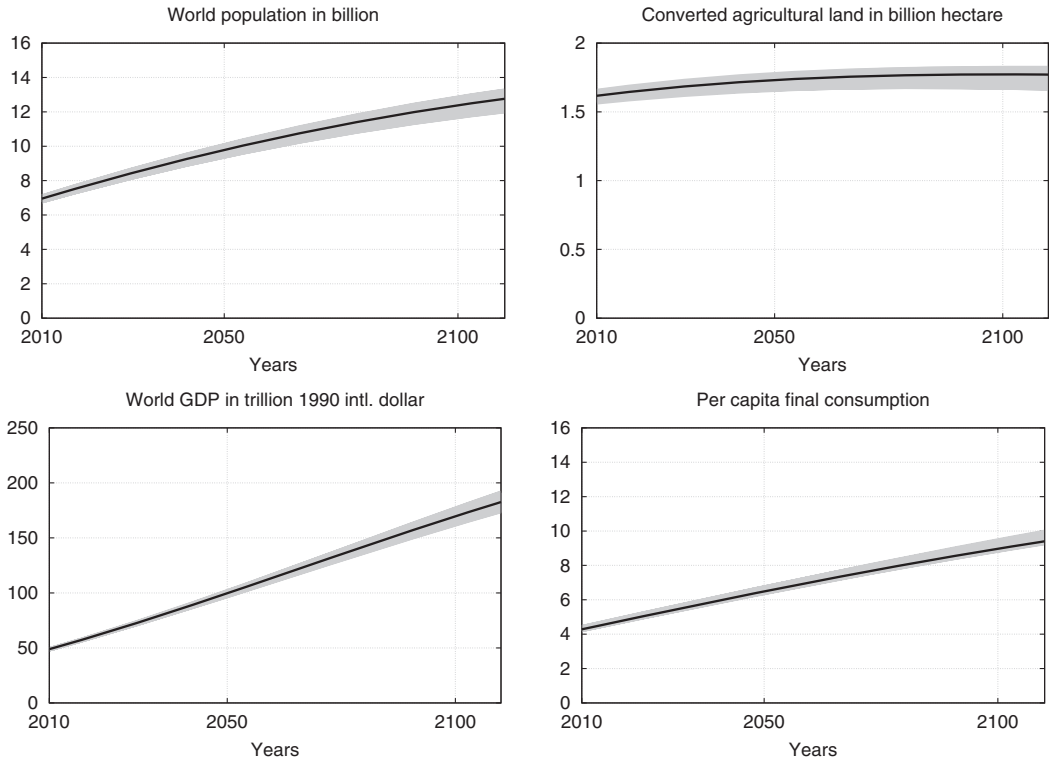 World population in billion
16
14
12
10
8
6
4
2
0
2010 2050 2100
Years
Converted agricultural land in billion hectare
2
1.5
1
0.5
0
2010 2050 2100
Years
World GDP in trillion 1990 intl. dollar
250
200
150
100
50
0
2010 2050 2100
Years
Per capita final consumption
16
14
12
10
8
6
4
2
0
2010 2050 2100
Years